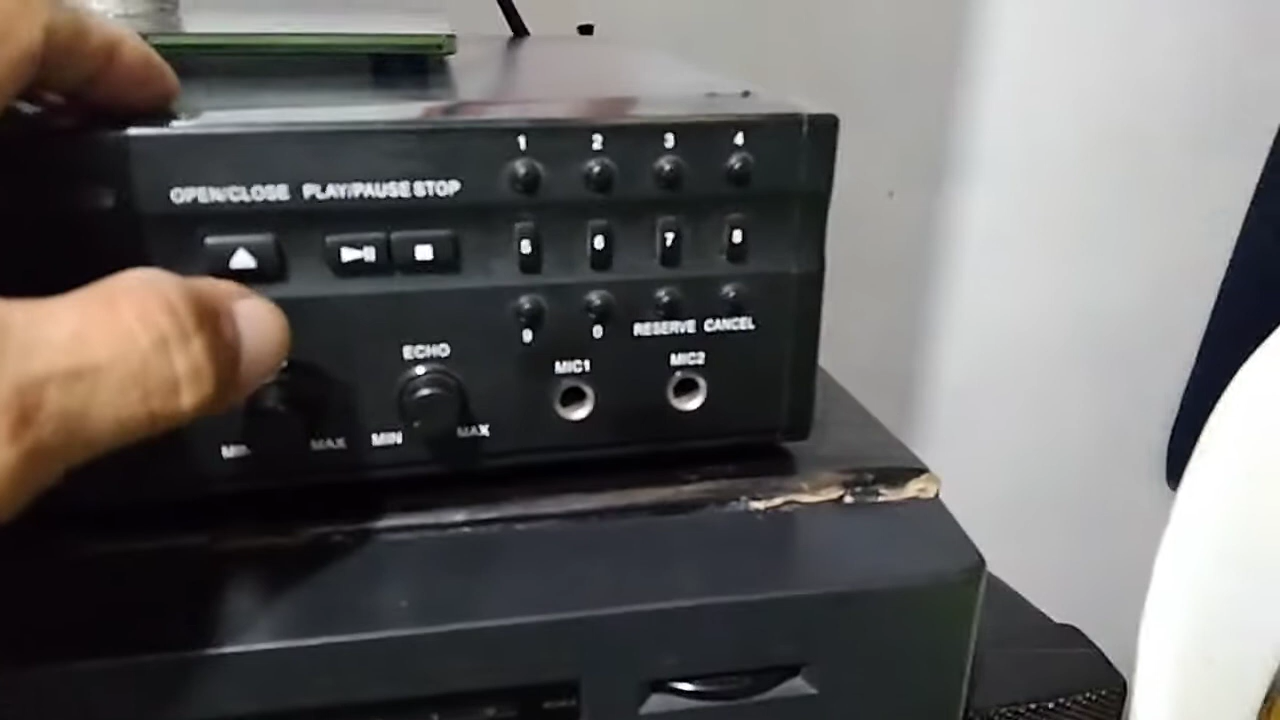 1 2 3 4
OPEN/CLOSE PLAY/PAUSE STOP
5 6 7 8
9 0 RESERVE CANCEL
ECHO MIC1 MIC2
MAX MIN MAX